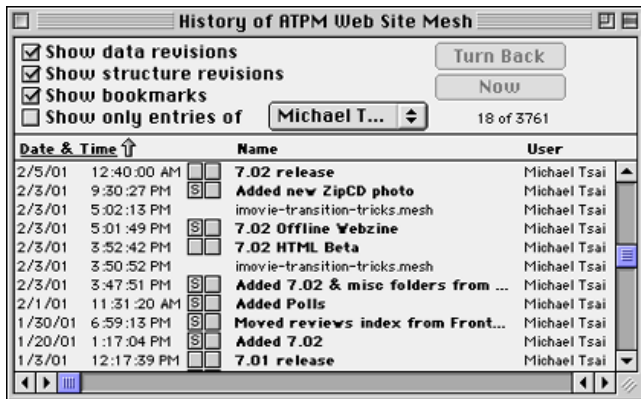 History of ATPM Web Site Mesh
Show data revisions
Show structure revisions
Show bookmarks
Show only entries of Michael T...
Turn Back
Now
18 of 3761
Date & Time Name User
2/5/01 12:40:00 AM 7.02 release Michael Tsai
2/3/01 9:30:27 PM S Added new ZipCD photo Michael Tsai
2/3/01 5:02:13 PM imovie-transition-tricks.mesh Michael Tsai
2/3/01 5:01:49 PM S 7.02 Offline Webzine Michael Tsai
2/3/01 3:52:42 PM 7.02 HTML Beta Michael Tsai
2/3/01 3:50:52 PM imovie-transition-tricks.mesh Michael Tsai
2/3/01 3:47:51 PM S Added 7.02 & misc folders from ... Michael Tsai
2/1/01 11:31:20 AM S Added Polls Michael Tsai
1/30/01 6:59:13 PM S Moved reviews index from Front... Michael Tsai
1/20/01 1:17:04 PM S Added 7.02 Michael Tsai
1/3/01 12:17:39 PM 7.01 release Michael Tsai